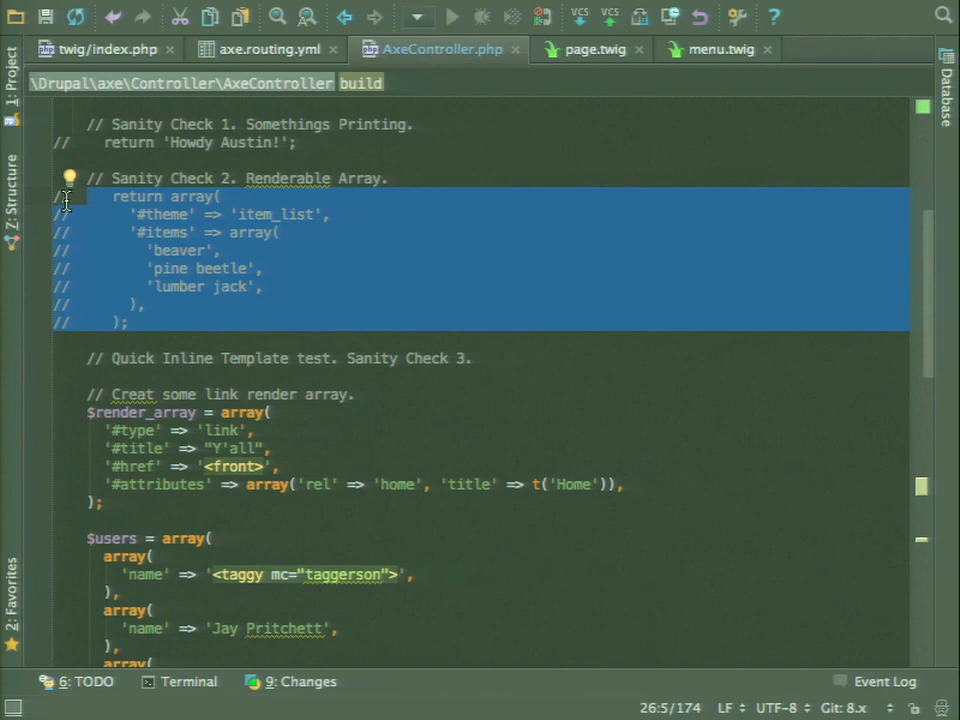 VCS VCS
1: Project
twig/index.php axe.routing.yml AxeController.php page.twig menu.twig
Database
\Drupal\axe\Controller\AxeController build
// Sanity Check 1. Somethings Printing.
// return 'Howdy Austin!';
Z: Structure
// Sanity Check 2. Renderable Array.
// return array(
// '#theme' => 'item_list',
// '#items' => array(
// 'beaver',
// 'pine beetle',
// 'lumber jack',
// ),
// );
// Quick Inline Template test. Sanity Check 3.
// Creat some link render array.
$render_array = array(
'#type' => 'link',
'#title' => "Y'all",
'#href' => '<front>',
'#attributes' => array('rel' => 'home', 'title' => t('Home')),
);
$users = array(
array(
'name' => '<taggy mc="taggerson">',
),
array(
'name' => 'Jay Pritchett',
),
array(
2: Favorites
6: TODO Terminal 9: Changes Event Log
26:5/174 LF UTF-8 Git: 8.x